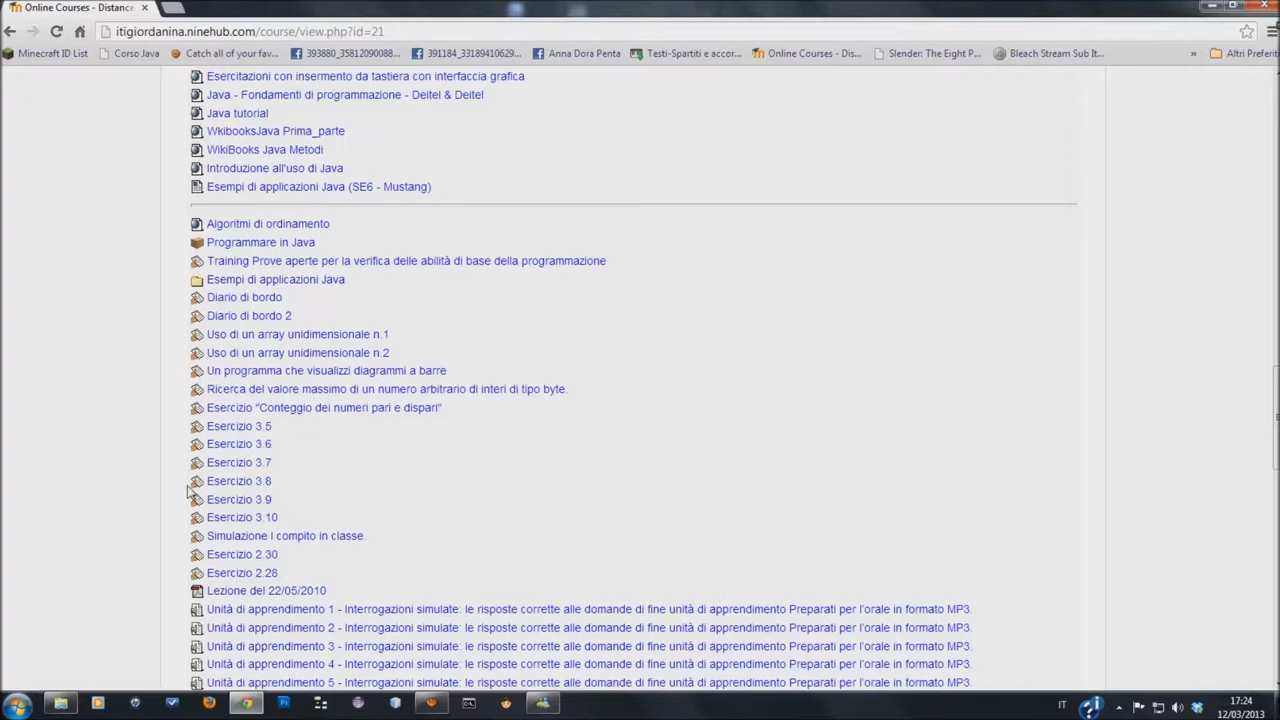 Online Courses - Distance
itigiordanina.ninehub.com/course/view.php?id=21
Minecraft ID List
Corso Java
Catch all of your fav...
393880_35812090088...
391184_33189410629...
Anna Dora Penta
Testi-Spartiti e accor...
Online Courses - Dis...
Slender: The Eight P...
Bleach Stream Sub It...
»
Altri Preferiti
Esercitazioni con insermento da tastiera con interfaccia grafica
Java - Fondamenti di programmazione - Deitel & Deitel
Java tutorial
WkibooksJava Prima_parte
WikiBooks Java Metodi
Introduzione all'uso di Java
Esempi di applicazioni Java (SE6 - Mustang)
Algoritmi di ordinamento
Programmare in Java
Training Prove aperte per la verifica delle abilità di base della programmazione
Esempi di applicazioni Java
Diario di bordo
Diario di bordo 2
Uso di un array unidimensionale n.1
Uso di un array unidimensionale n.2
Un programma che visualizzi diagrammi a barre
Ricerca del valore massimo di un numero arbitrario di interi di tipo byte.
Esercizio "Conteggio dei numeri pari e dispari"
Esercizio 3.5
Esercizio 3.6
Esercizio 3.7
Esercizio 3.8
Esercizio 3.9
Esercizio 3.10
Simulazione I compito in classe.
Esercizio 2.30
Esercizio 2.28
Lezione del 22/05/2010
Unità di apprendimento 1 - Interrogazioni simulate: le risposte corrette alle domande di fine unità di apprendimento Preparati per l'orale in formato MP3.
Unità di apprendimento 2 - Interrogazioni simulate: le risposte corrette alle domande di fine unità di apprendimento Preparati per l'orale in formato MP3.
Unità di apprendimento 3 - Interrogazioni simulate: le risposte corrette alle domande di fine unità di apprendimento Preparati per l'orale in formato MP3.
Unità di apprendimento 4 - Interrogazioni simulate: le risposte corrette alle domande di fine unità di apprendimento Preparati per l'orale in formato MP3.
Unità di apprendimento 5 - Interrogazioni simulate: le risposte corrette alle domande di fine unità di apprendimento Preparati per l'orale in formato MP3.
IT
17:24
12/03/2013